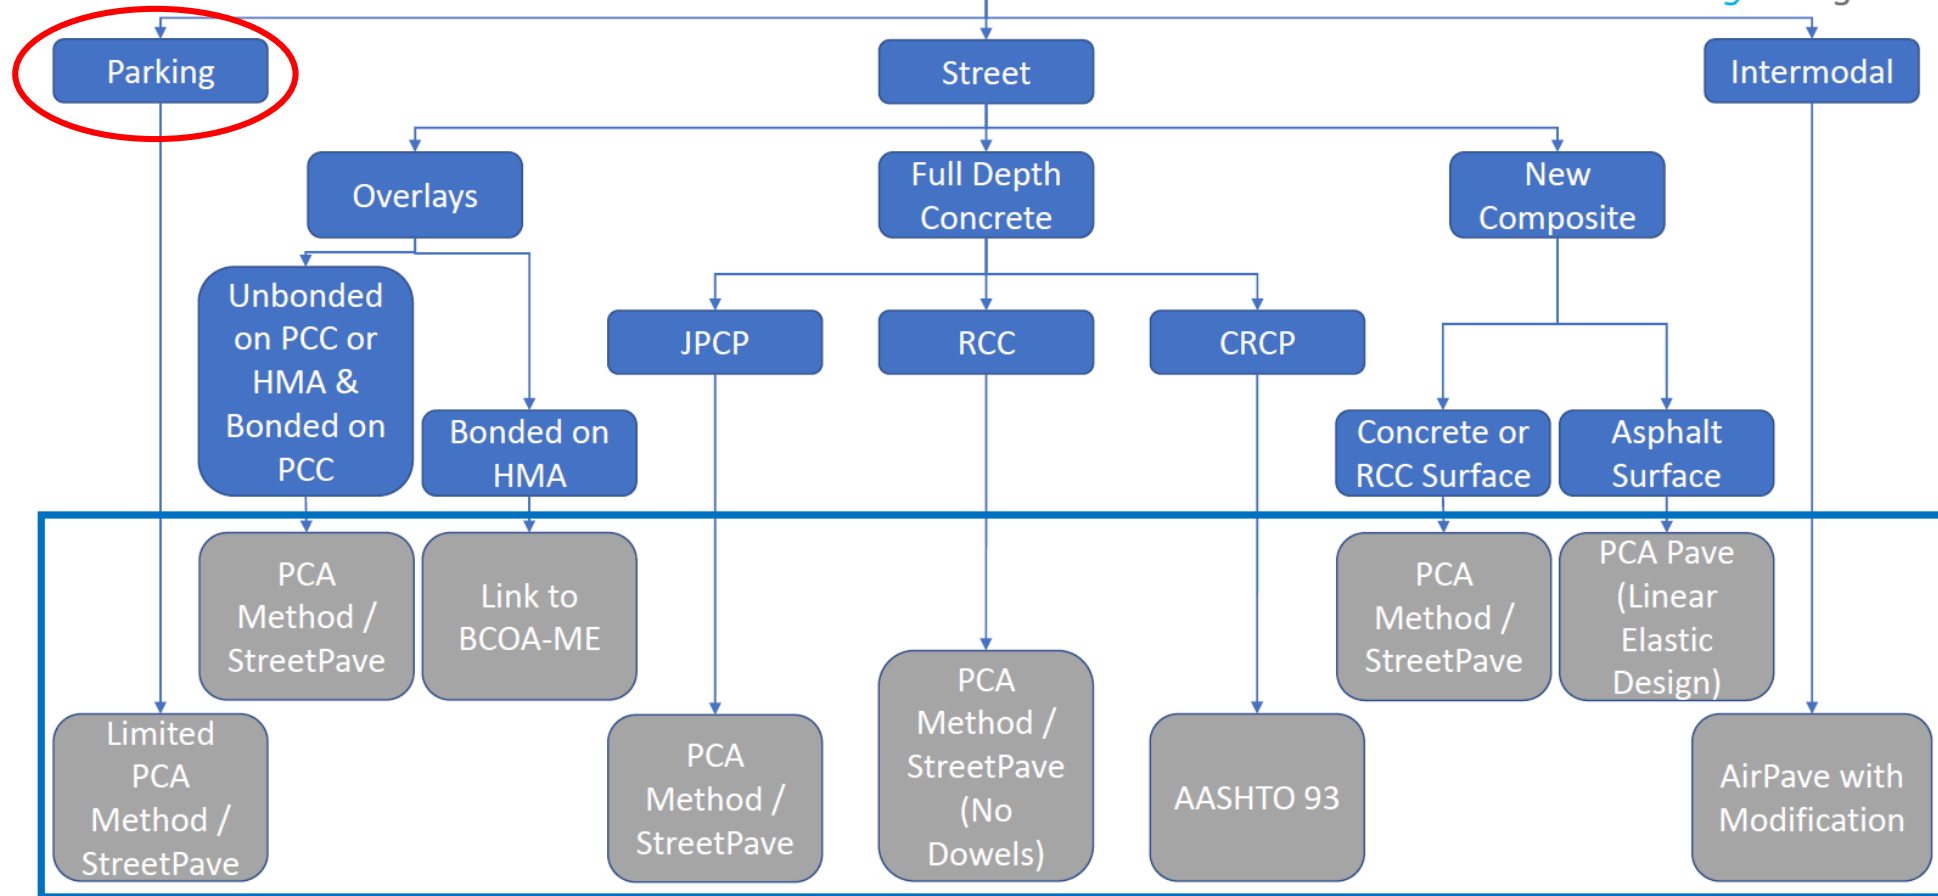 Parking
Street
Intermodal
Overlays
Full Depth
Concrete
New
Composite
Unbonded
on PCC or
HMA &
Bonded on
PCC
Bonded on
HMA
JPCP
RCC
CRCP
Concrete or
RCC Surface
Asphalt
Surface
PCA
Method /
StreetPave
Link to
BCOA-ME
PCA
Method /
StreetPave
PCA Pave
(Linear
Elastic
Design)
Limited
PCA
Method /
StreetPave
PCA
Method /
StreetPave
PCA
Method /
StreetPave
(No
Dowels)
AASHTO 93
AirPave with
Modification